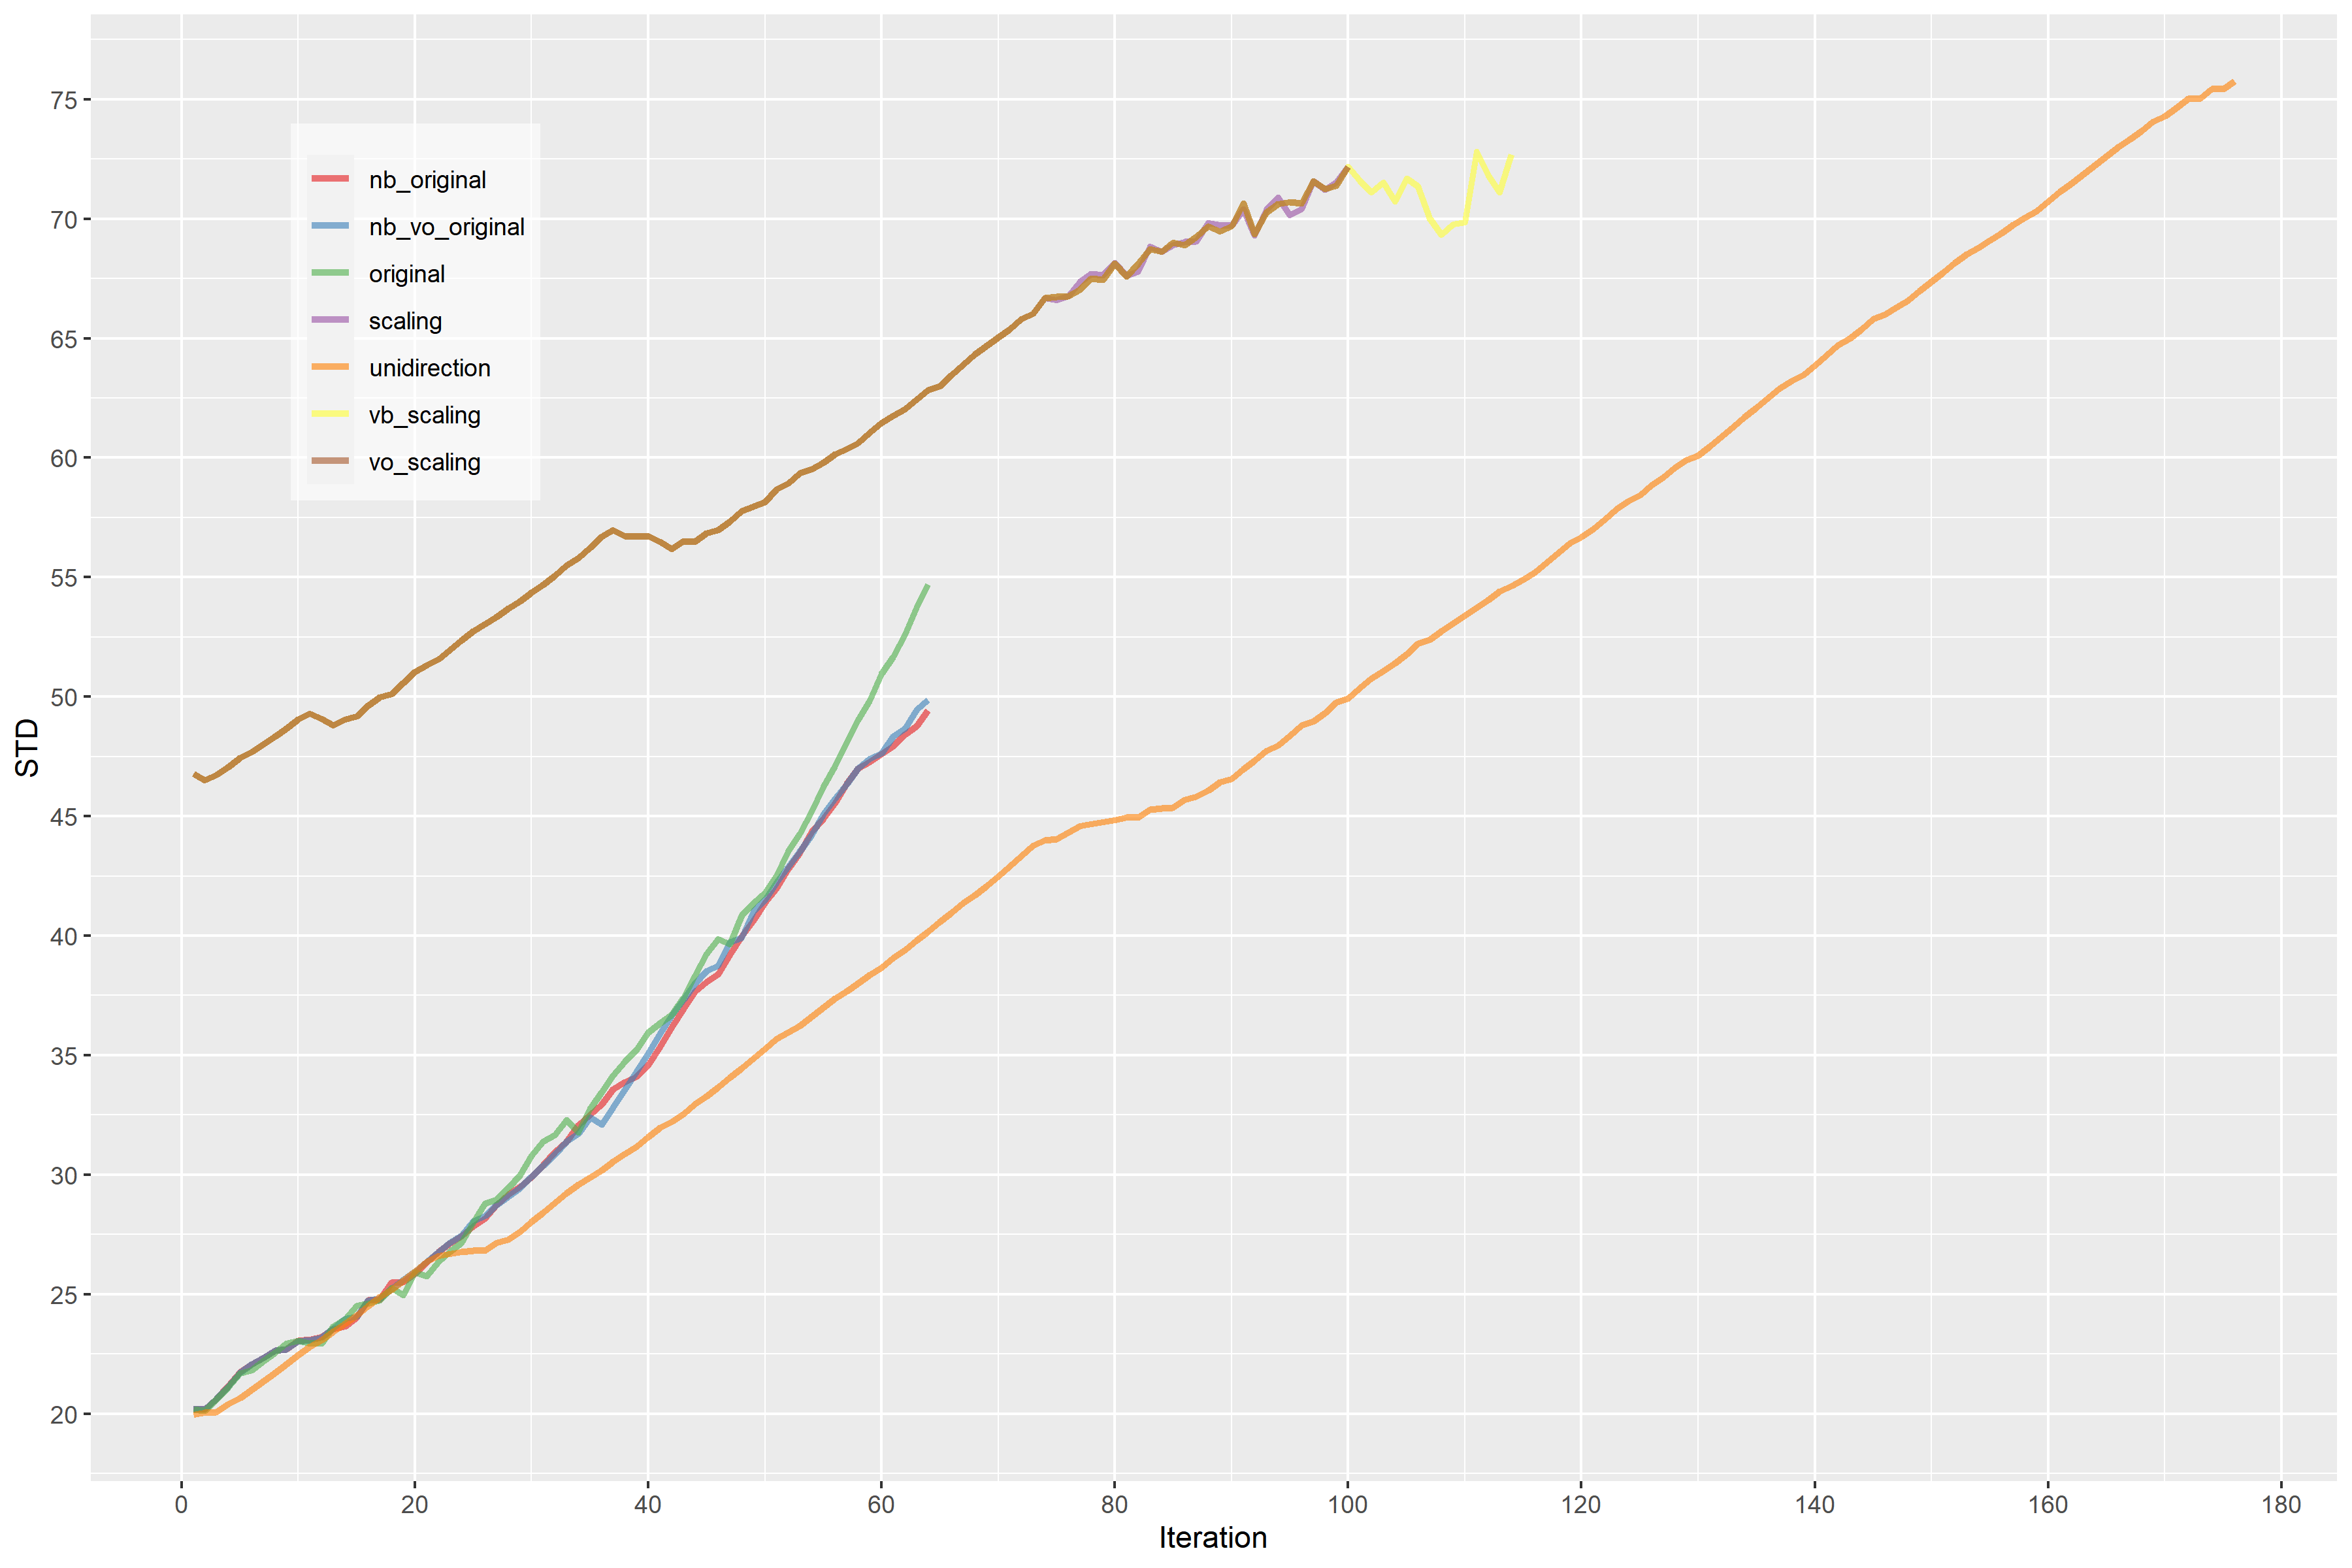 75
70
65
60
55
50
45
40
35
30
25
20
STD
nb_original
nb_vo_original
original
scaling
unidirection
vb_scaling
vo_scaling
0 20 40 60 80 100 120 140 160 180
Iteration